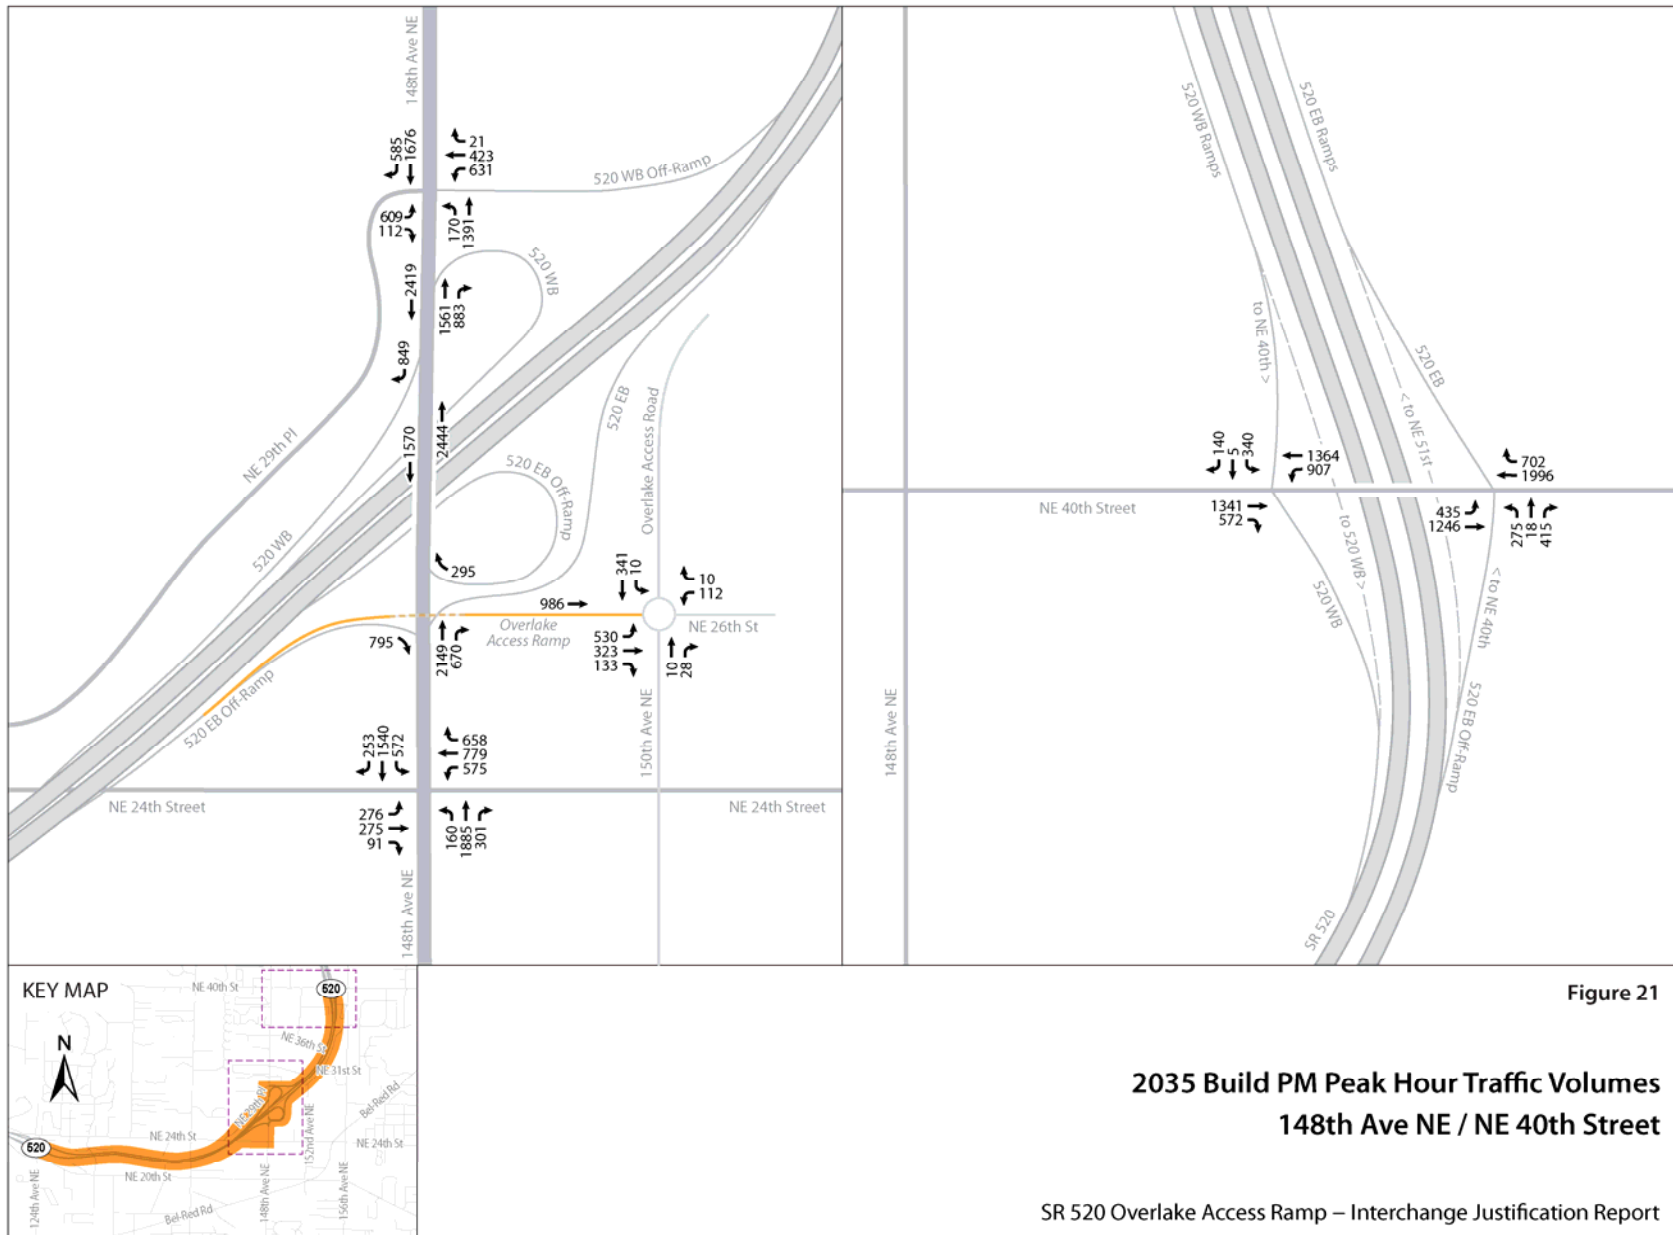 148th Ave NE
585
1676
21
423
631
520 WB Off-Ramp
609
112
170
1391
520 WB
2419
1561
883
849
520 EB
Overlake Access Road
1570
2444
NE 29th Pl
520 EB Off-Ramp
520 WB
295
341
10
10
112
986
Overlake
Access Ramp
NE 26th St
795
2149
670
530
323
133
10
28
520 EB Off-Ramp
150th Ave NE
253
1540
572
658
779
575
NE 24th Street
NE 24th Street
276
275
91
160
1885
301
148th Ave NE
520 WB Ramps
520 EB Ramps
to NE 40th >
520 EB
< to NE 51st
140
5
340
1364
907
702
1996
NE 40th Street
1341
572
435
1246
275
18
415
to 520 WB >
520 WB
< to NE 40th
520 EB Off-Ramp
148th Ave NE
SR 520
KEY MAP
N
NE 40th St
520
NE 36th St
NE 31st St
NE 29th Pl
Bel-Red Rd
152nd Ave NE
NE 24th St
NE 24th St
520
NE 20th St
124th Ave NE
148th Ave NE
156th Ave NE
Bel-Red Rd
Figure 21
2035 Build PM Peak Hour Traffic Volumes
148th Ave NE / NE 40th Street
SR 520 Overlake Access Ramp – Interchange Justification Report